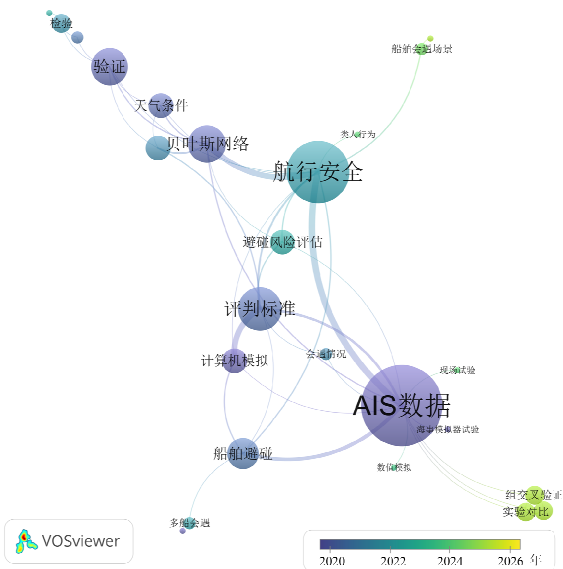 检验
验证
船舶会遇场景
天气条件
类人行为
贝叶斯网络
航行安全
避碰风险评估
评判标准
会遇情况
计算机模拟
现场试验
AIS数据
海事模拟器试验
船舶避碰
数值模拟
组交叉验证
实验对比
多船会遇
VOSviewer
2020 2022 2024 2026 年